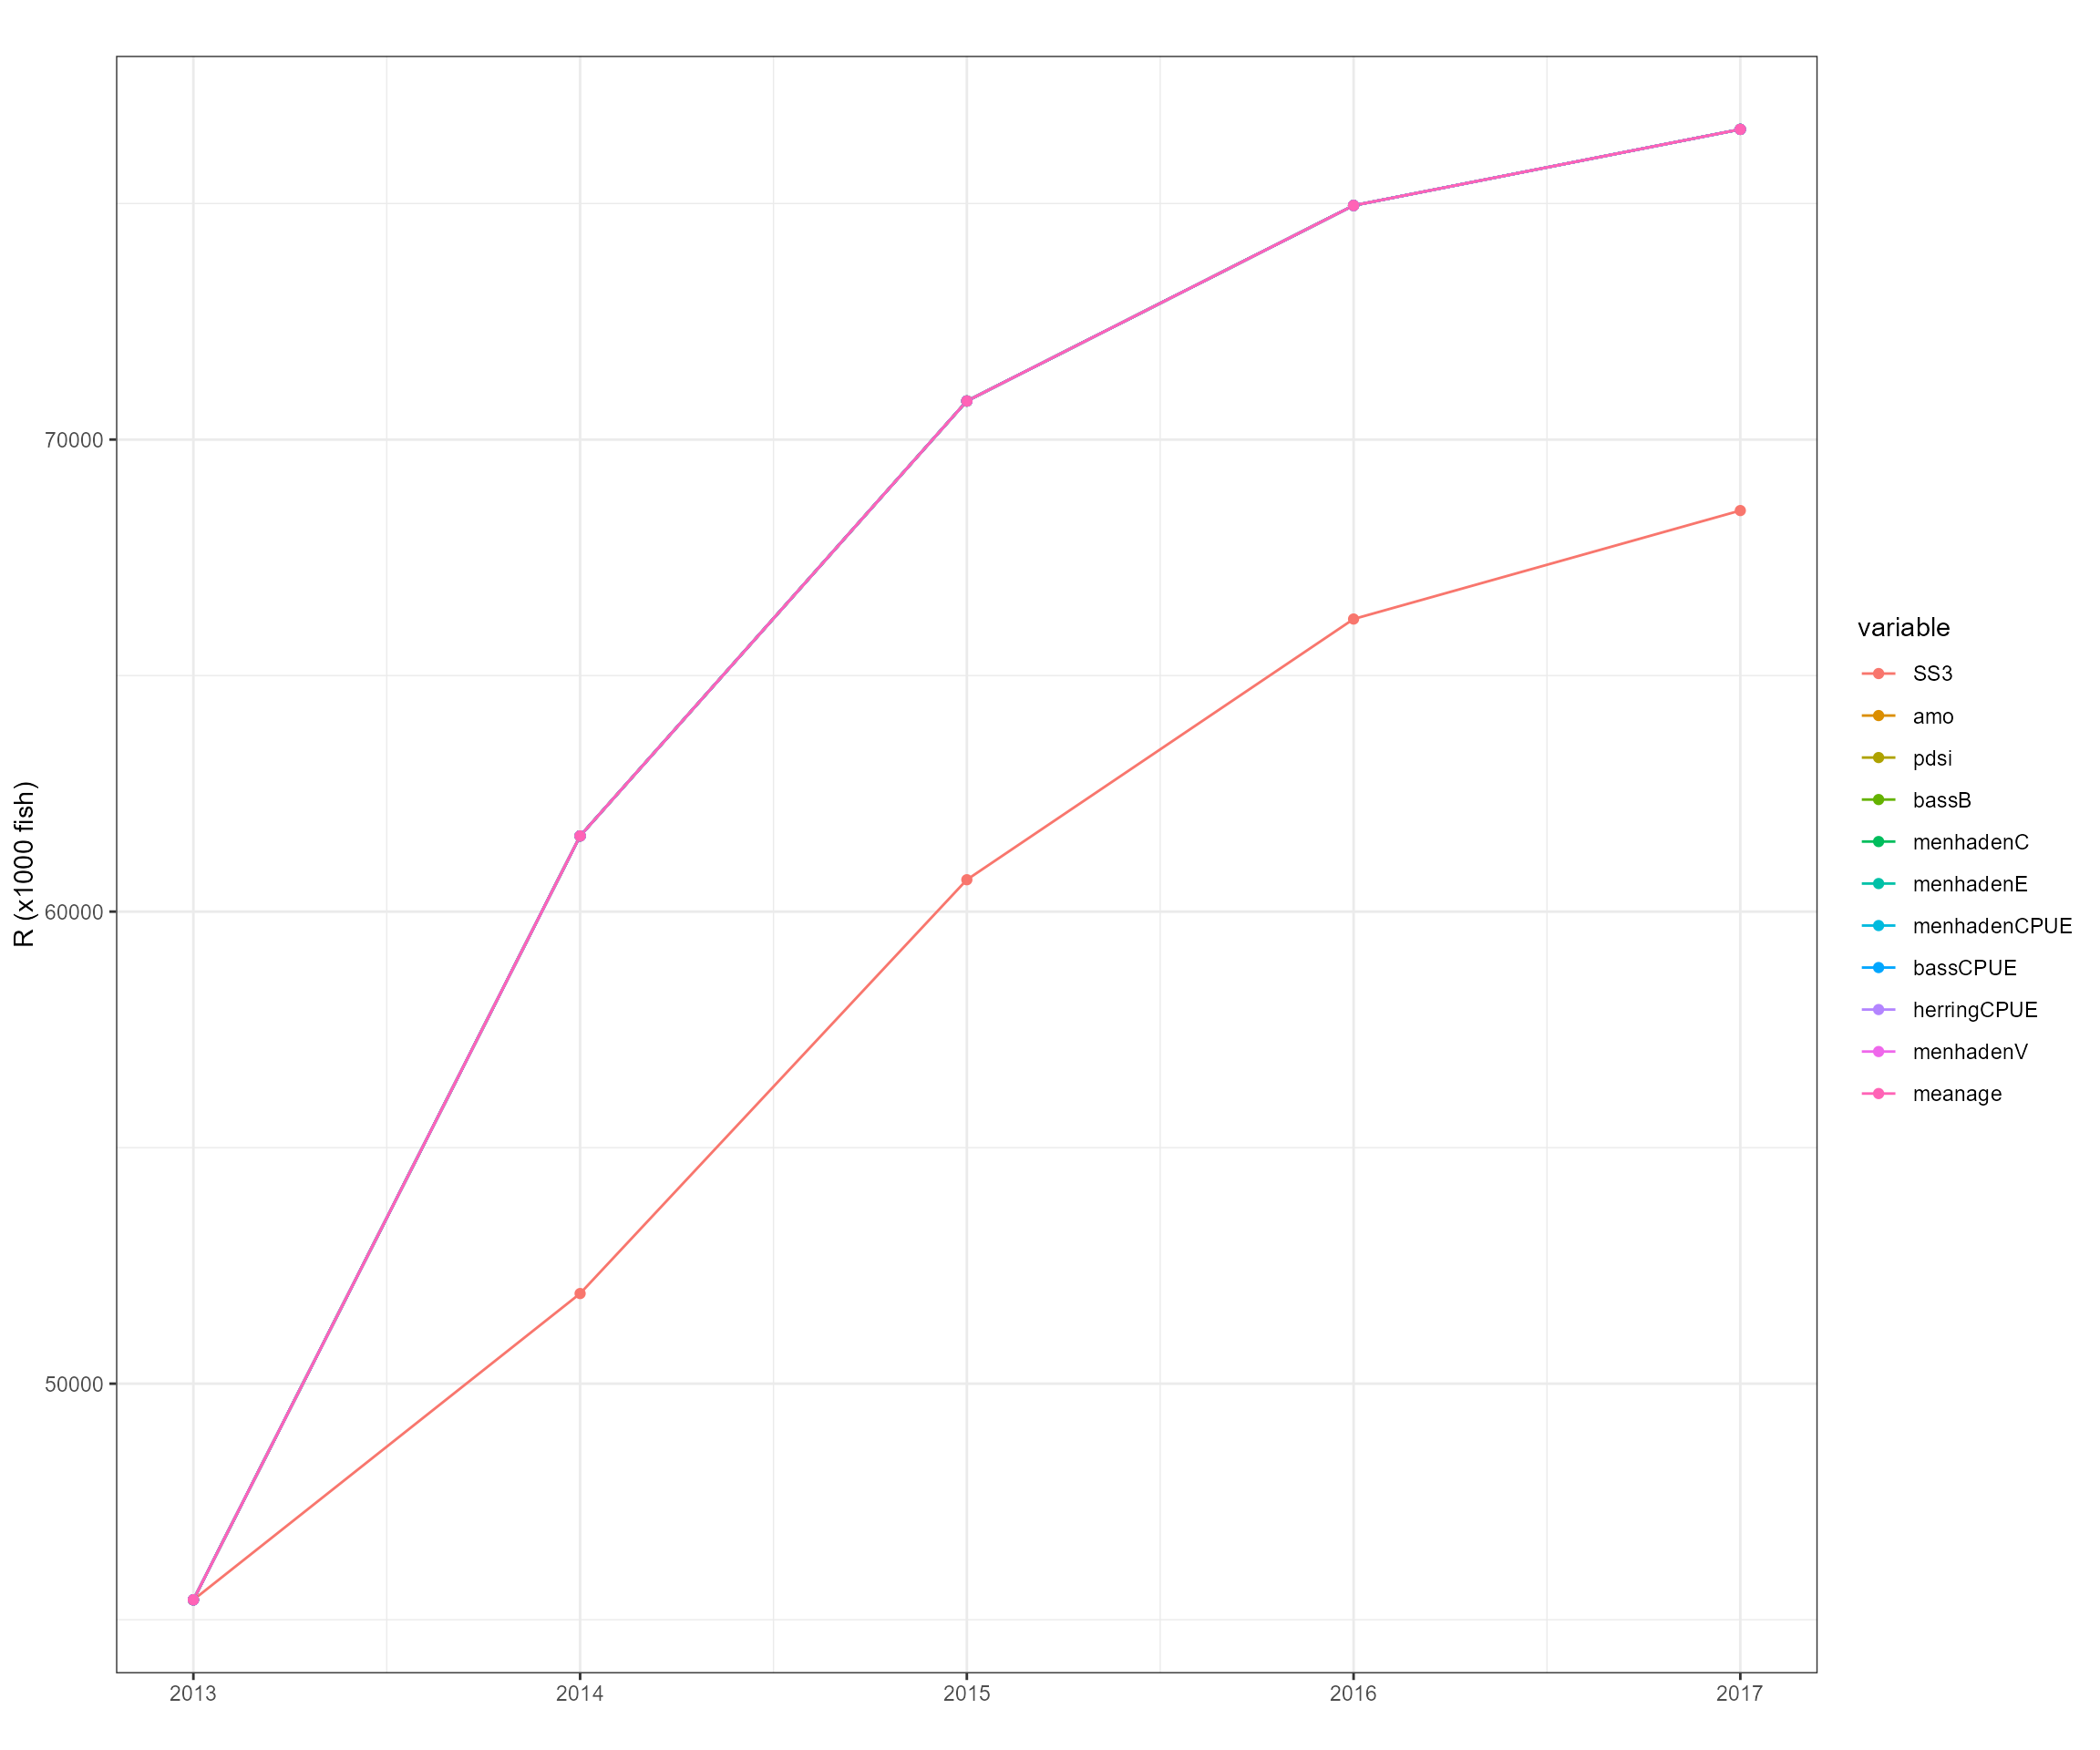 R (x1000 fish)
70000
60000
50000
2013
2014
2015
2016
2017
variable
SS3
amo
pdsi
bassB
menhadenC
menhadenE
menhadenCPUE
bassCPUE
herringCPUE
menhadenV
meanage